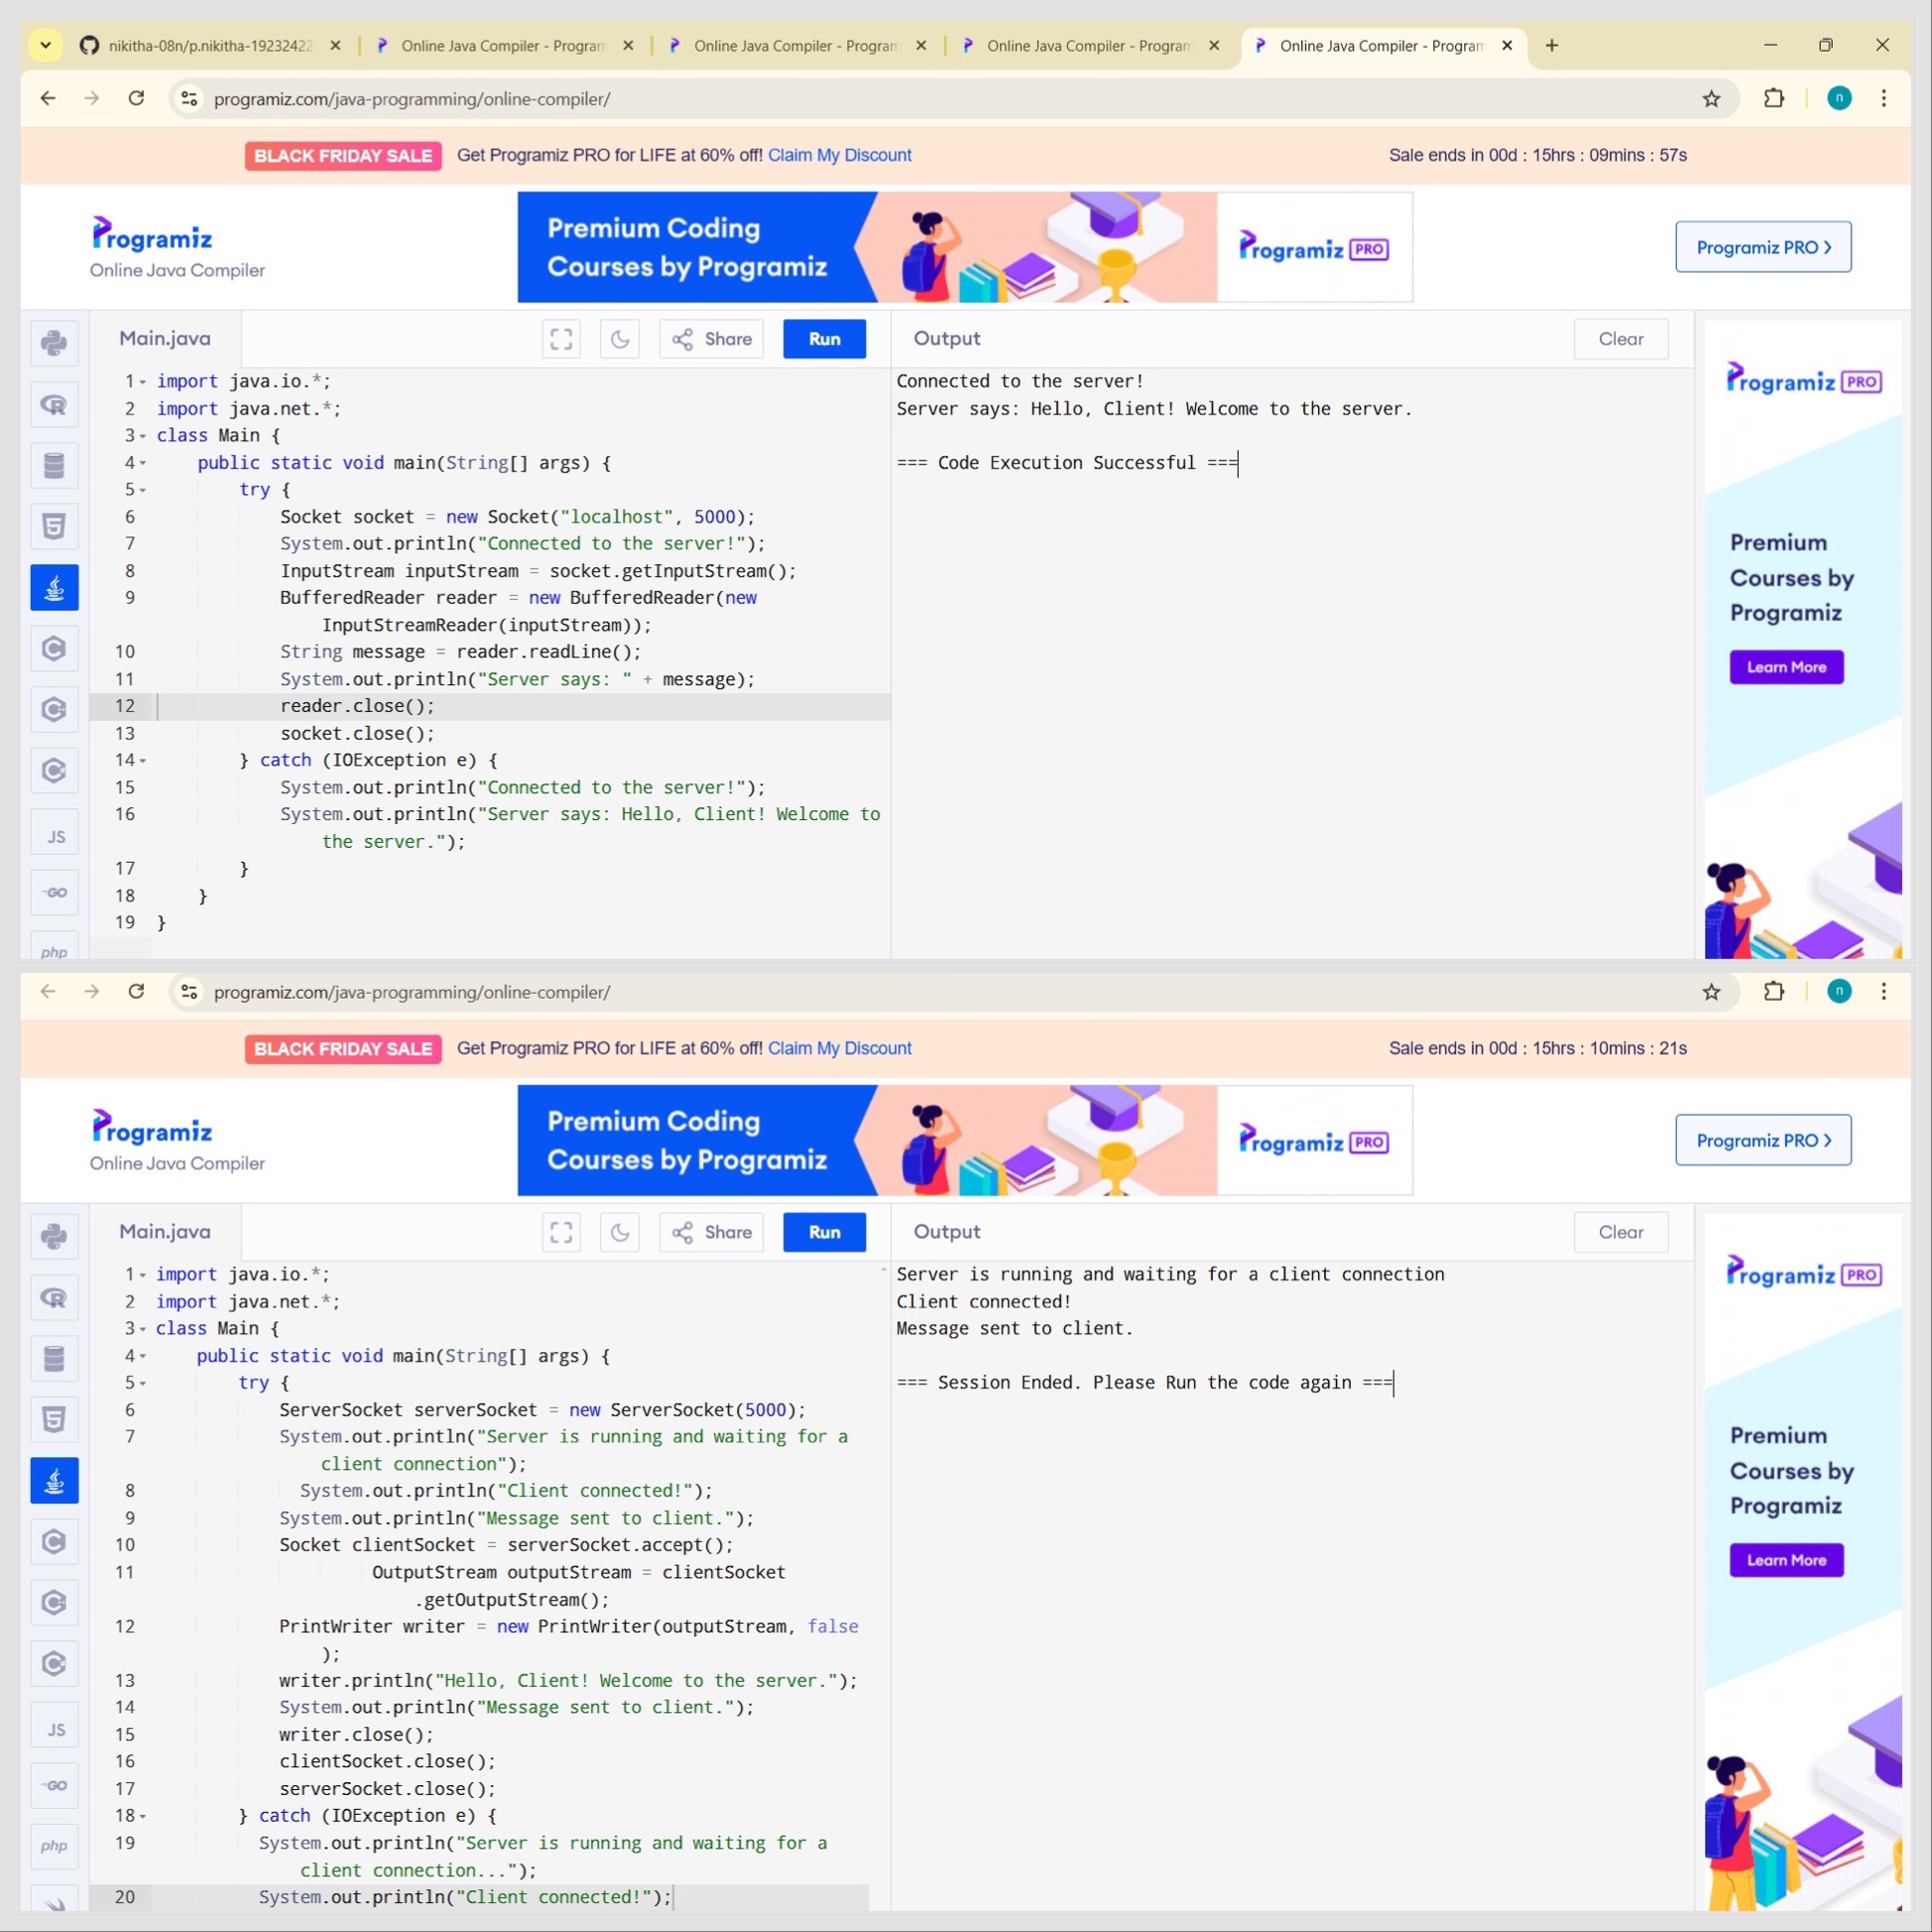 nikitha-08n/p.nikitha-19232422
Online Java Compiler - Program
Online Java Compiler - Program
Online Java Compiler - Program
Online Java Compiler - Program
programiz.com/java-programming/online-compiler/
n
BLACK FRIDAY SALE Get Programiz PRO for LIFE at 60% off! Claim My Discount Sale ends in 00d : 15hrs : 09mins : 57s
Programiz
Online Java Compiler
Premium Coding
Courses by Programiz
Programiz PRO
Programiz PRO
Main.java
Share
Run
Output
Clear
1 import java.io.*;
2 import java.net.*;
3 class Main {
4 public static void main(String[] args) {
5 try {
6 Socket socket = new Socket("localhost", 5000);
7 System.out.println("Connected to the server!");
8 InputStream inputStream = socket.getInputStream();
9 BufferedReader reader = new BufferedReader(new
InputStreamReader(inputStream));
10 String message = reader.readLine();
11 System.out.println("Server says: " + message);
12 reader.close();
13 socket.close();
14 } catch (IOException e) {
15 System.out.println("Connected to the server!");
16 System.out.println("Server says: Hello, Client! Welcome to
the server.");
17 }
18 }
19 }
Connected to the server!
Server says: Hello, Client! Welcome to the server.
=== Code Execution Successful ===
R
JS
GO
php
Programiz PRO
Premium
Courses by
Programiz
Learn More
programiz.com/java-programming/online-compiler/
n
BLACK FRIDAY SALE Get Programiz PRO for LIFE at 60% off! Claim My Discount Sale ends in 00d : 15hrs : 10mins : 21s
Programiz
Online Java Compiler
Premium Coding
Courses by Programiz
Programiz PRO
Programiz PRO
Main.java
Share
Run
Output
Clear
1 import java.io.*;
2 import java.net.*;
3 class Main {
4 public static void main(String[] args) {
5 try {
6 ServerSocket serverSocket = new ServerSocket(5000);
7 System.out.println("Server is running and waiting for a
client connection");
8 System.out.println("Client connected!");
9 System.out.println("Message sent to client.");
10 Socket clientSocket = serverSocket.accept();
11 OutputStream outputStream = clientSocket
.getOutputStream();
12 PrintWriter writer = new PrintWriter(outputStream, false
);
13 writer.println("Hello, Client! Welcome to the server.");
14 System.out.println("Message sent to client.");
15 writer.close();
16 clientSocket.close();
17 serverSocket.close();
18 } catch (IOException e) {
19 System.out.println("Server is running and waiting for a
client connection...");
20 System.out.println("Client connected!");
Server is running and waiting for a client connection
Client connected!
Message sent to client.
=== Session Ended. Please Run the code again ===
R
JS
GO
php
Programiz PRO
Premium
Courses by
Programiz
Learn More